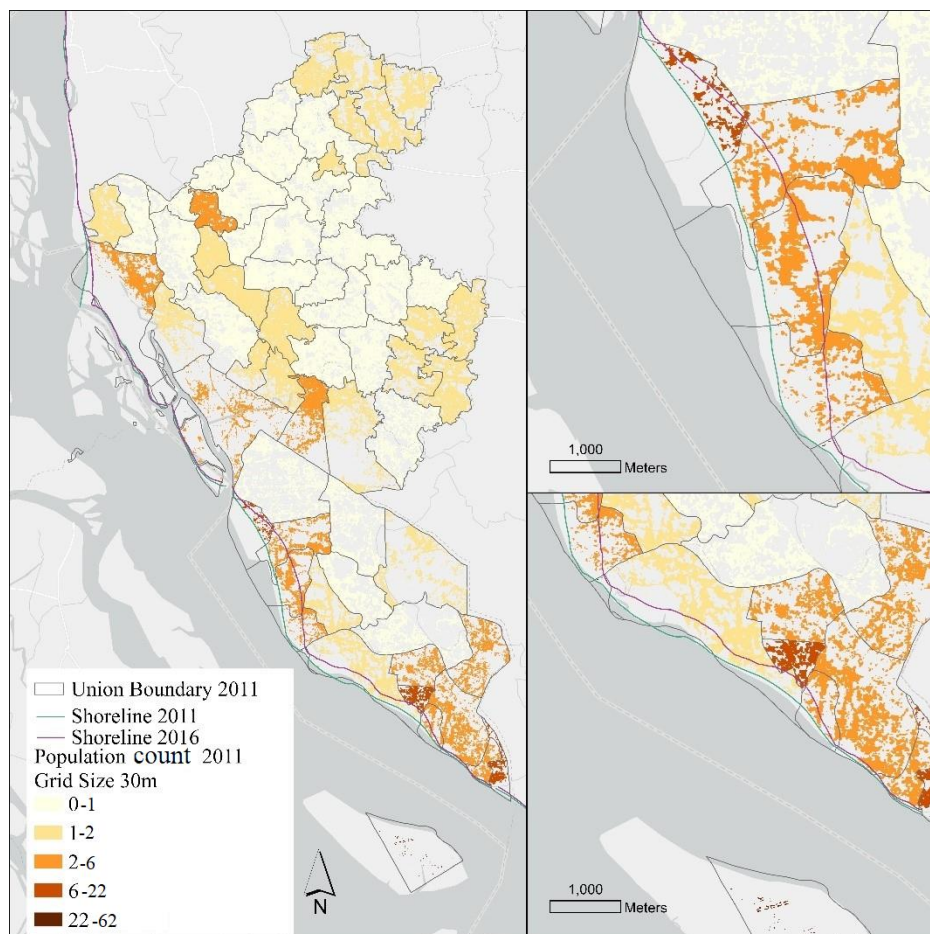 Union Boundary 2011
Shoreline 2011
Shoreline 2016
Population count 2011
Grid Size 30m
0-1
1-2
2-6
6-22
22-62
N
1,000
Meters
1,000
Meters